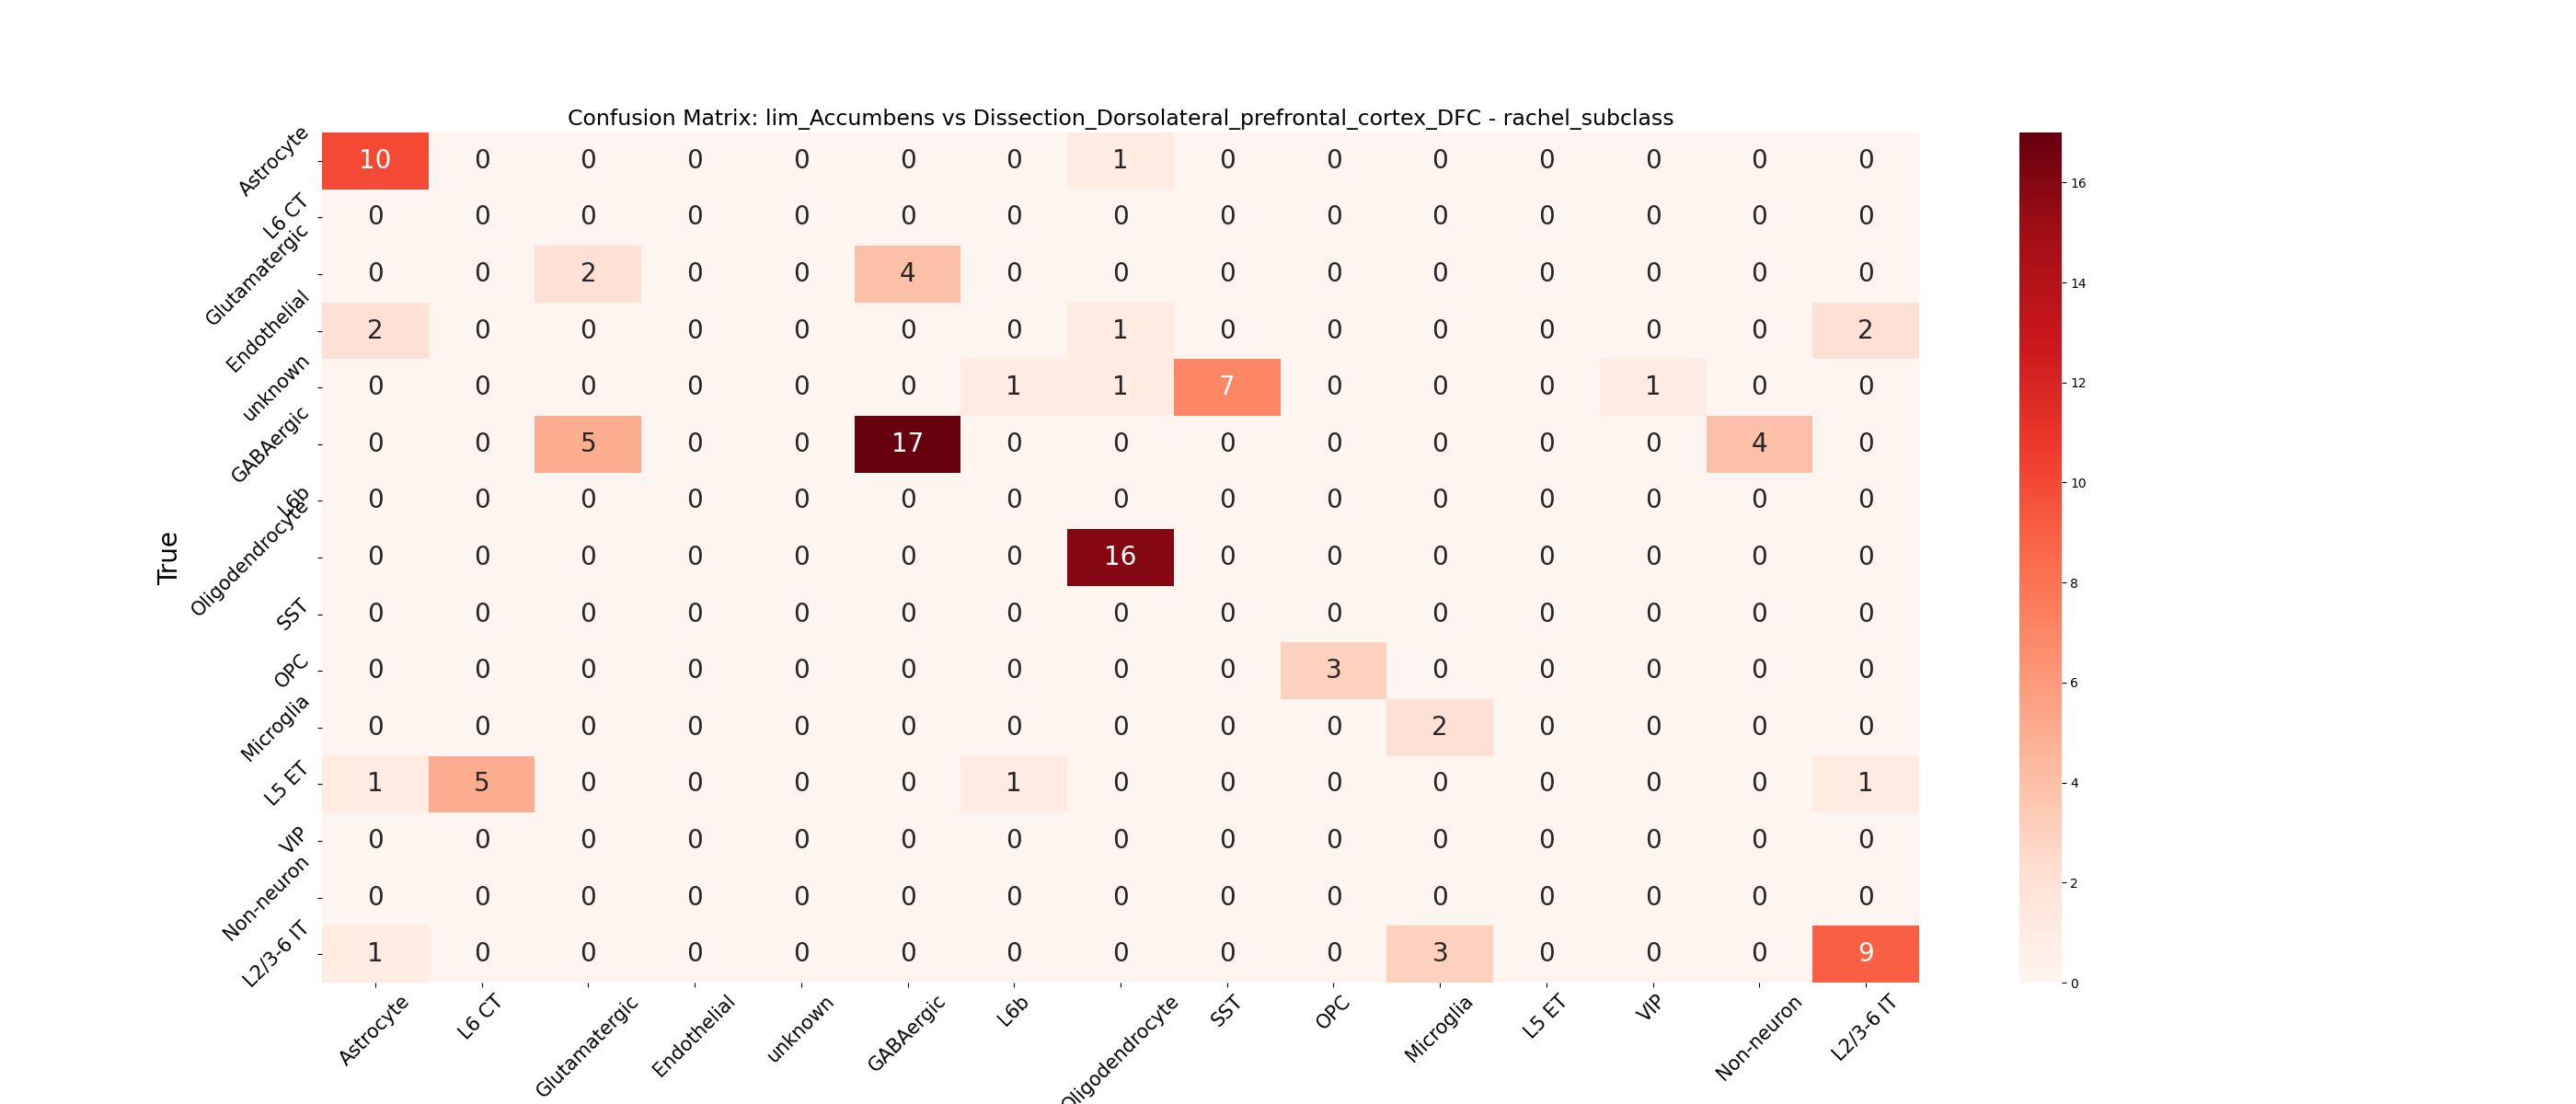 Confusion Matrix: lim_Accumbens vs Dissection_Dorsolateral_prefrontal_cortex_DFC - rachel_subclass
True
Astrocyte 10 0 0 0 0 0 0 1 0 0 0 0 0 0 0
L6 CT 0 0 0 0 0 0 0 0 0 0 0 0 0 0 0
Glutamatergic 0 0 2 0 0 4 0 0 0 0 0 0 0 0 0
Endothelial 2 0 0 0 0 0 0 1 0 0 0 0 0 0 2
unknown 0 0 0 0 0 0 1 1 7 0 0 0 1 0 0
GABAergic 0 0 5 0 0 17 0 0 0 0 0 0 0 4 0
L6b 0 0 0 0 0 0 0 0 0 0 0 0 0 0 0
Oligodendrocyte 0 0 0 0 0 0 0 16 0 0 0 0 0 0 0
SST 0 0 0 0 0 0 0 0 0 0 0 0 0 0 0
OPC 0 0 0 0 0 0 0 0 0 3 0 0 0 0 0
Microglia 0 0 0 0 0 0 0 0 0 0 2 0 0 0 0
L5 ET 1 5 0 0 0 0 1 0 0 0 0 0 0 0 1
VIP 0 0 0 0 0 0 0 0 0 0 0 0 0 0 0
Non-neuron 0 0 0 0 0 0 0 0 0 0 0 0 0 0 0
L2/3-6 IT 1 0 0 0 0 0 0 0 0 0 3 0 0 0 9
Astrocyte L6 CT Glutamatergic Endothelial unknown GABAergic L6b Oligodendrocyte SST OPC Microglia L5 ET VIP Non-neuron L2/3-6 IT
16
14
12
10
8
6
4
2
0